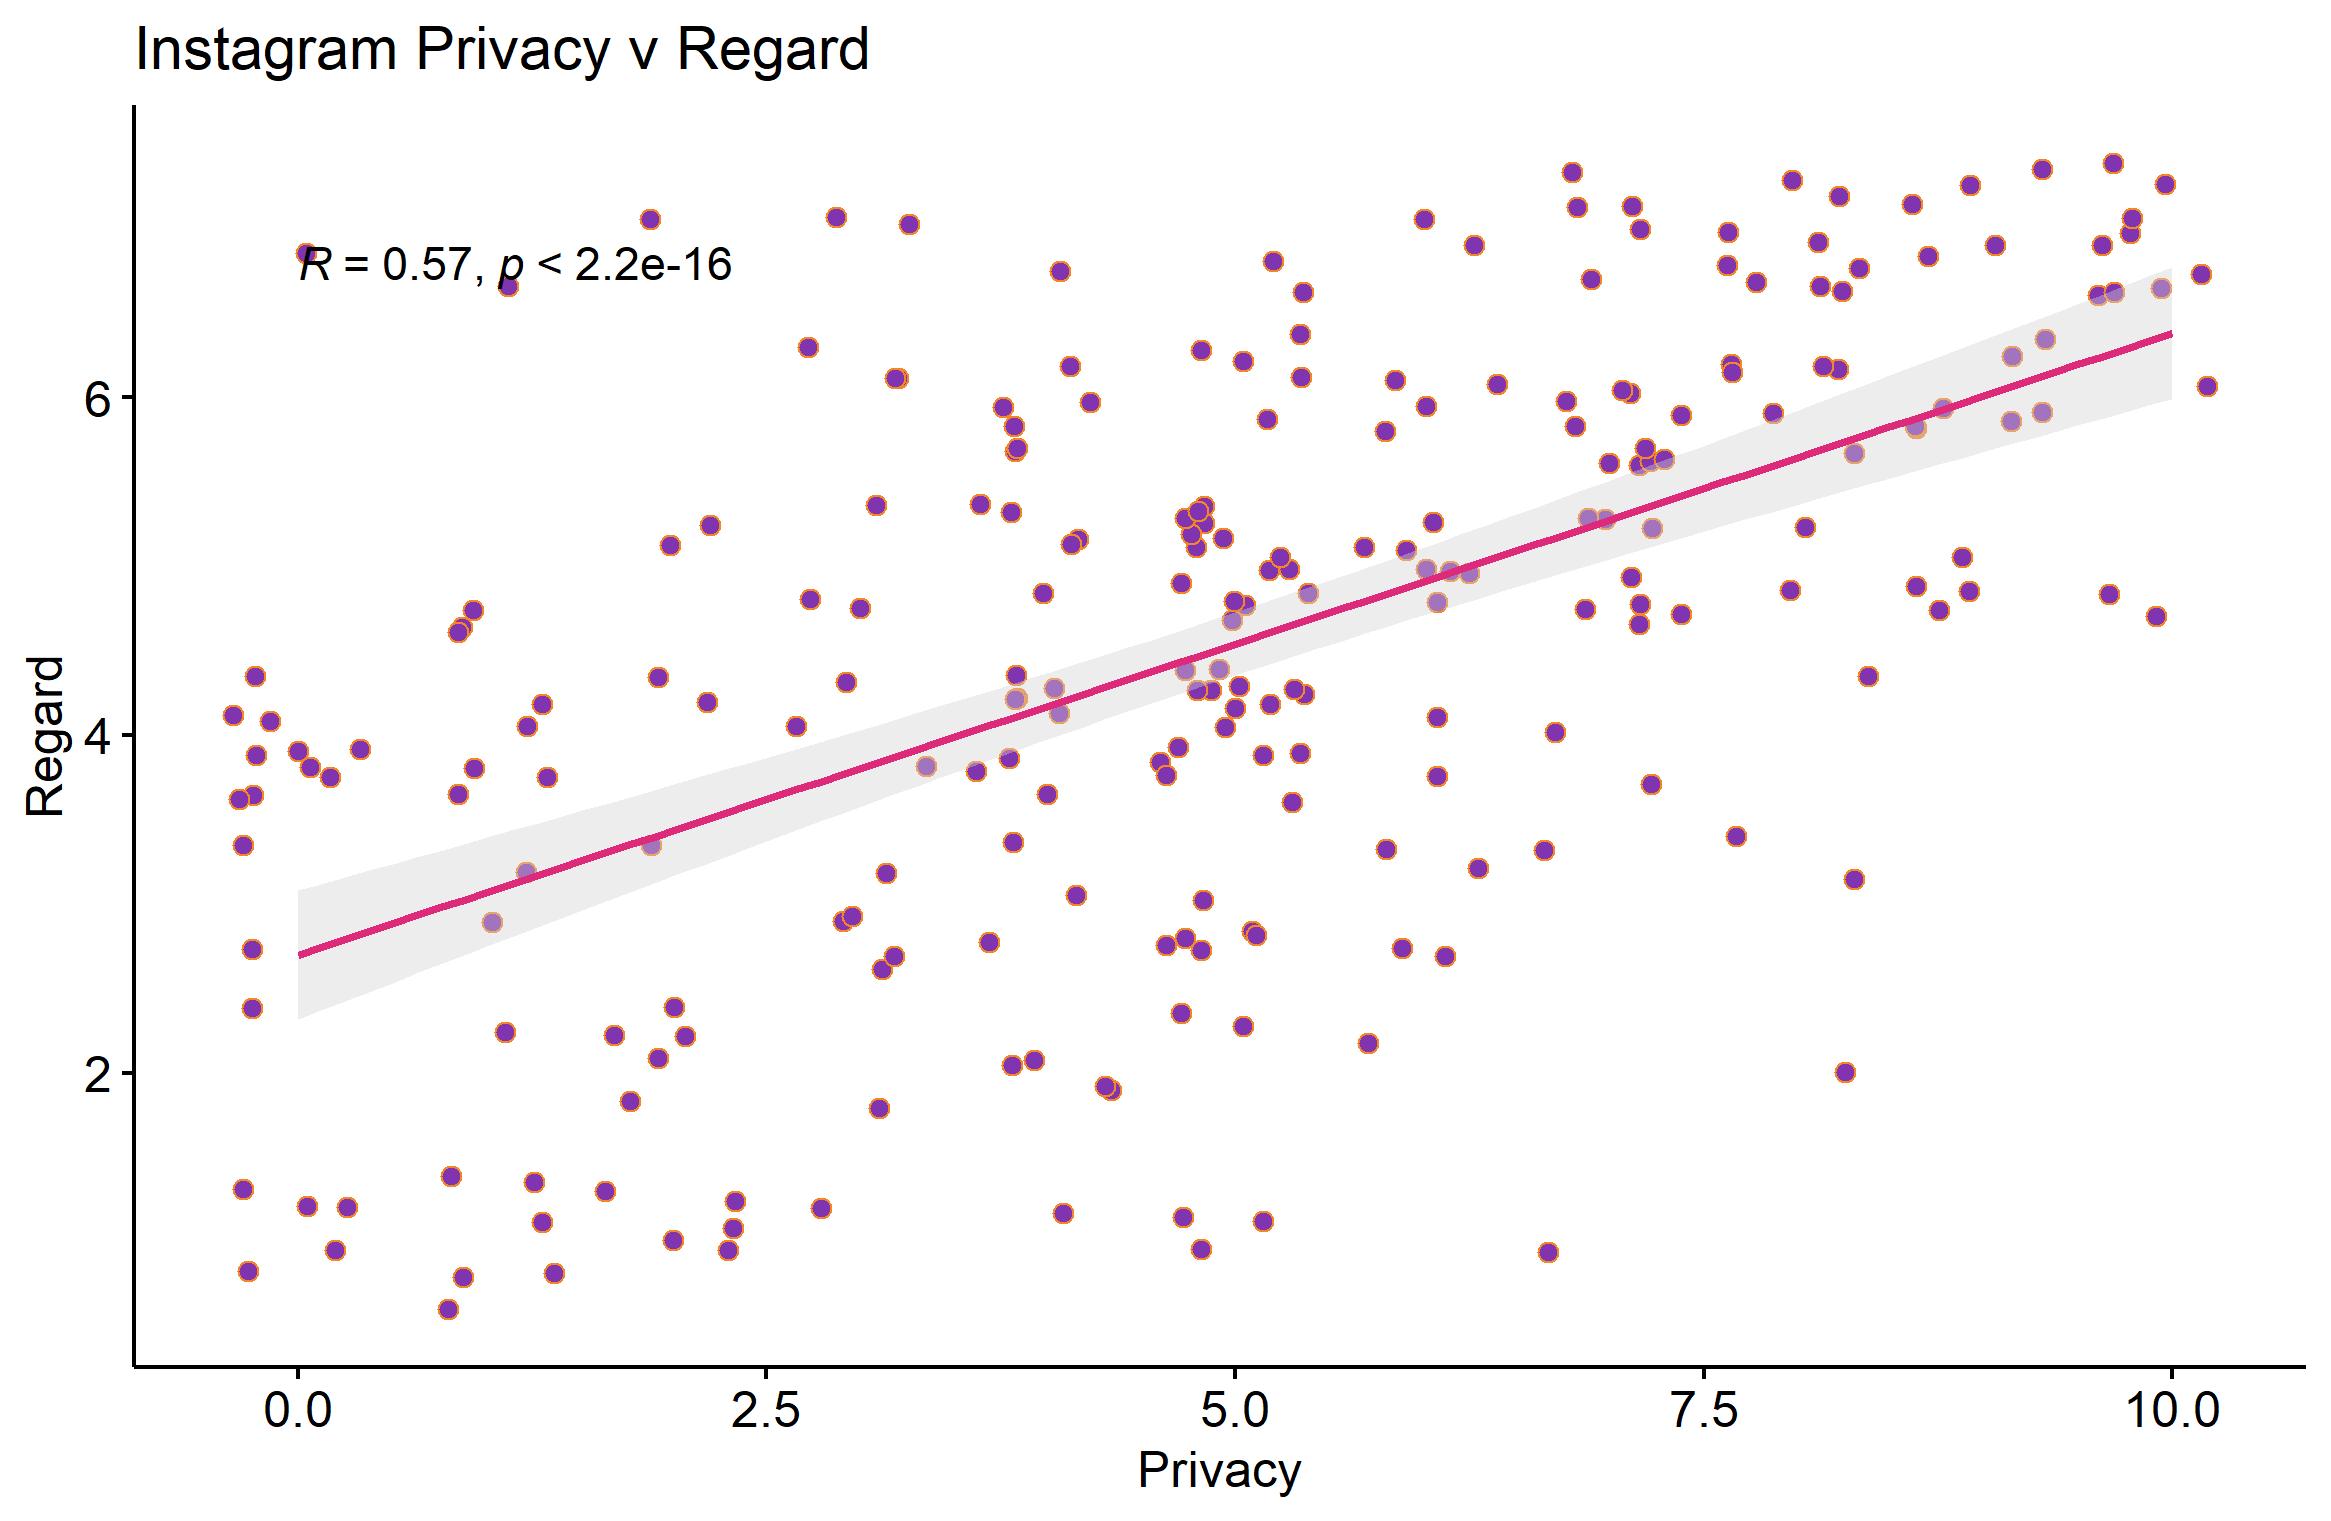 Instagram Privacy v Regard
R = 0.57, p < 2.2e-16
Regard
6
4
2
0.0 2.5 5.0 7.5 10.0
Privacy